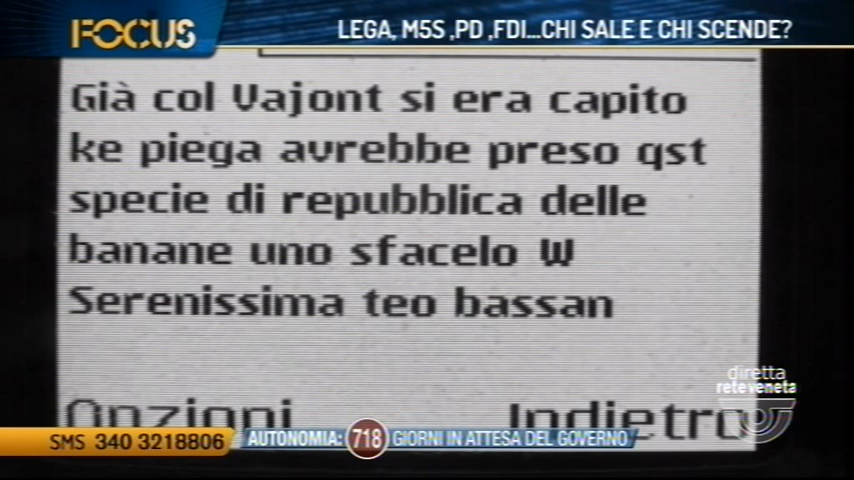 FOCUS
LEGA, M5S ,PD ,FDI...CHI SALE E CHI SCENDE?
Già col Vajont si era capito
ke piega avrebbe preso qst
specie di repubblica delle
banane uno sfacelo W
Serenissima teo bassan
Opzioni Indietro
diretta
reteveneta
SMS 340 3218806 AUTONOMIA: 718 GIORNI IN ATTESA DEL GOVERNO